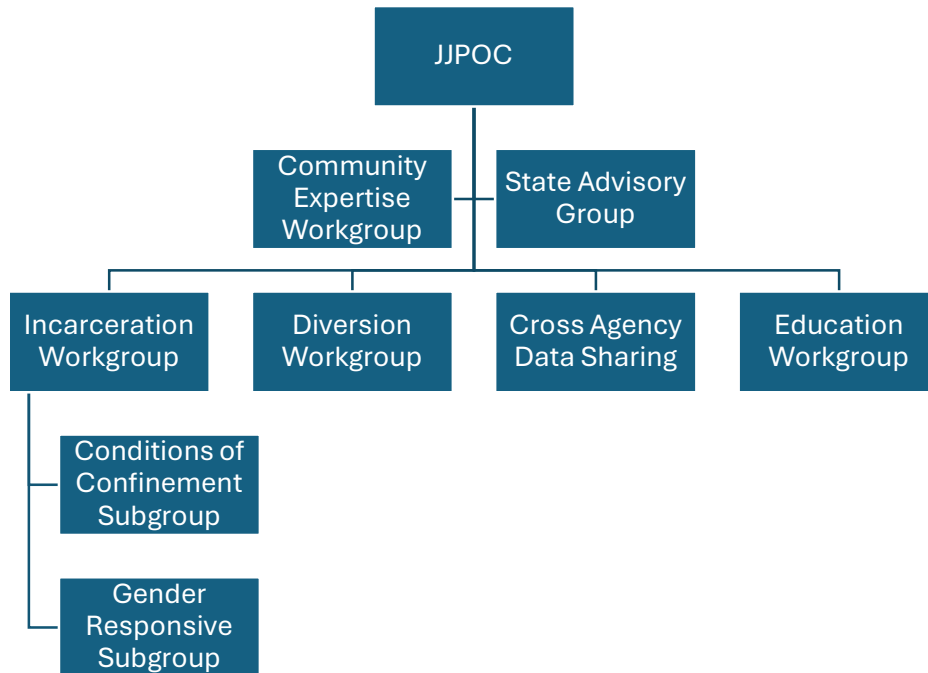 JJPOC
Community
Expertise
Workgroup
State Advisory
Group
Incarceration
Workgroup
Diversion
Workgroup
Cross Agency
Data Sharing
Education
Workgroup
Conditions of
Confinement
Subgroup
Gender
Responsive
Subgroup